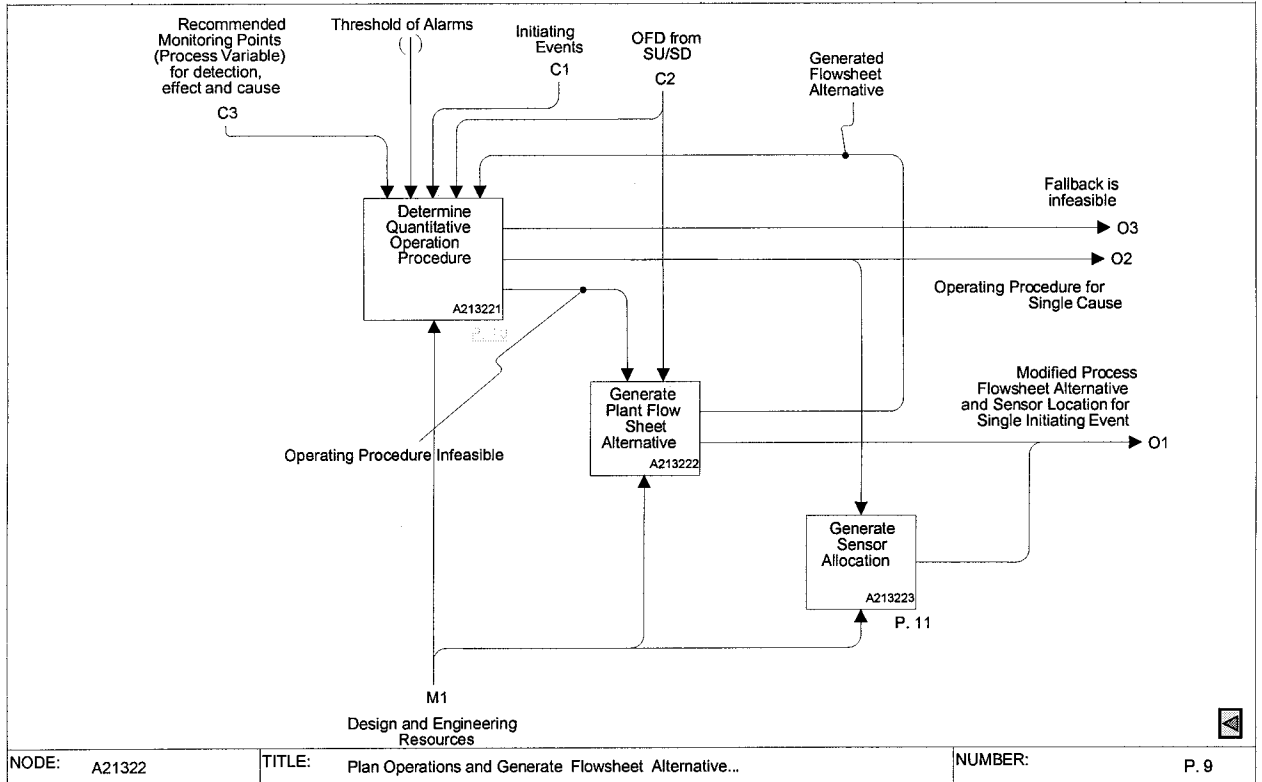 Recommended
Monitoring Points
(Process Variable)
for detection,
effect and cause
C3
Threshold of Alarms
( )
Initiating
Events
C1
OFD from
SU/SD
C2
Generated
Flowsheet
Alternative
Determine
Quantitative
Operation
Procedure
A213221
P. 10
Fallback is
infeasible
O3
O2
Operating Procedure for
Single Cause
Generate
Plant Flow
Sheet
Alternative
A213222
Operating Procedure Infeasible
Modified Process
Flowsheet Alternative
and Sensor Location for
Single Initiating Event
O1
Generate
Sensor
Allocation
A213223
P. 11
M1
Design and Engineering
Resources
NODE: A21322 TITLE: Plan Operations and Generate Flowsheet Alternative... NUMBER: P. 9